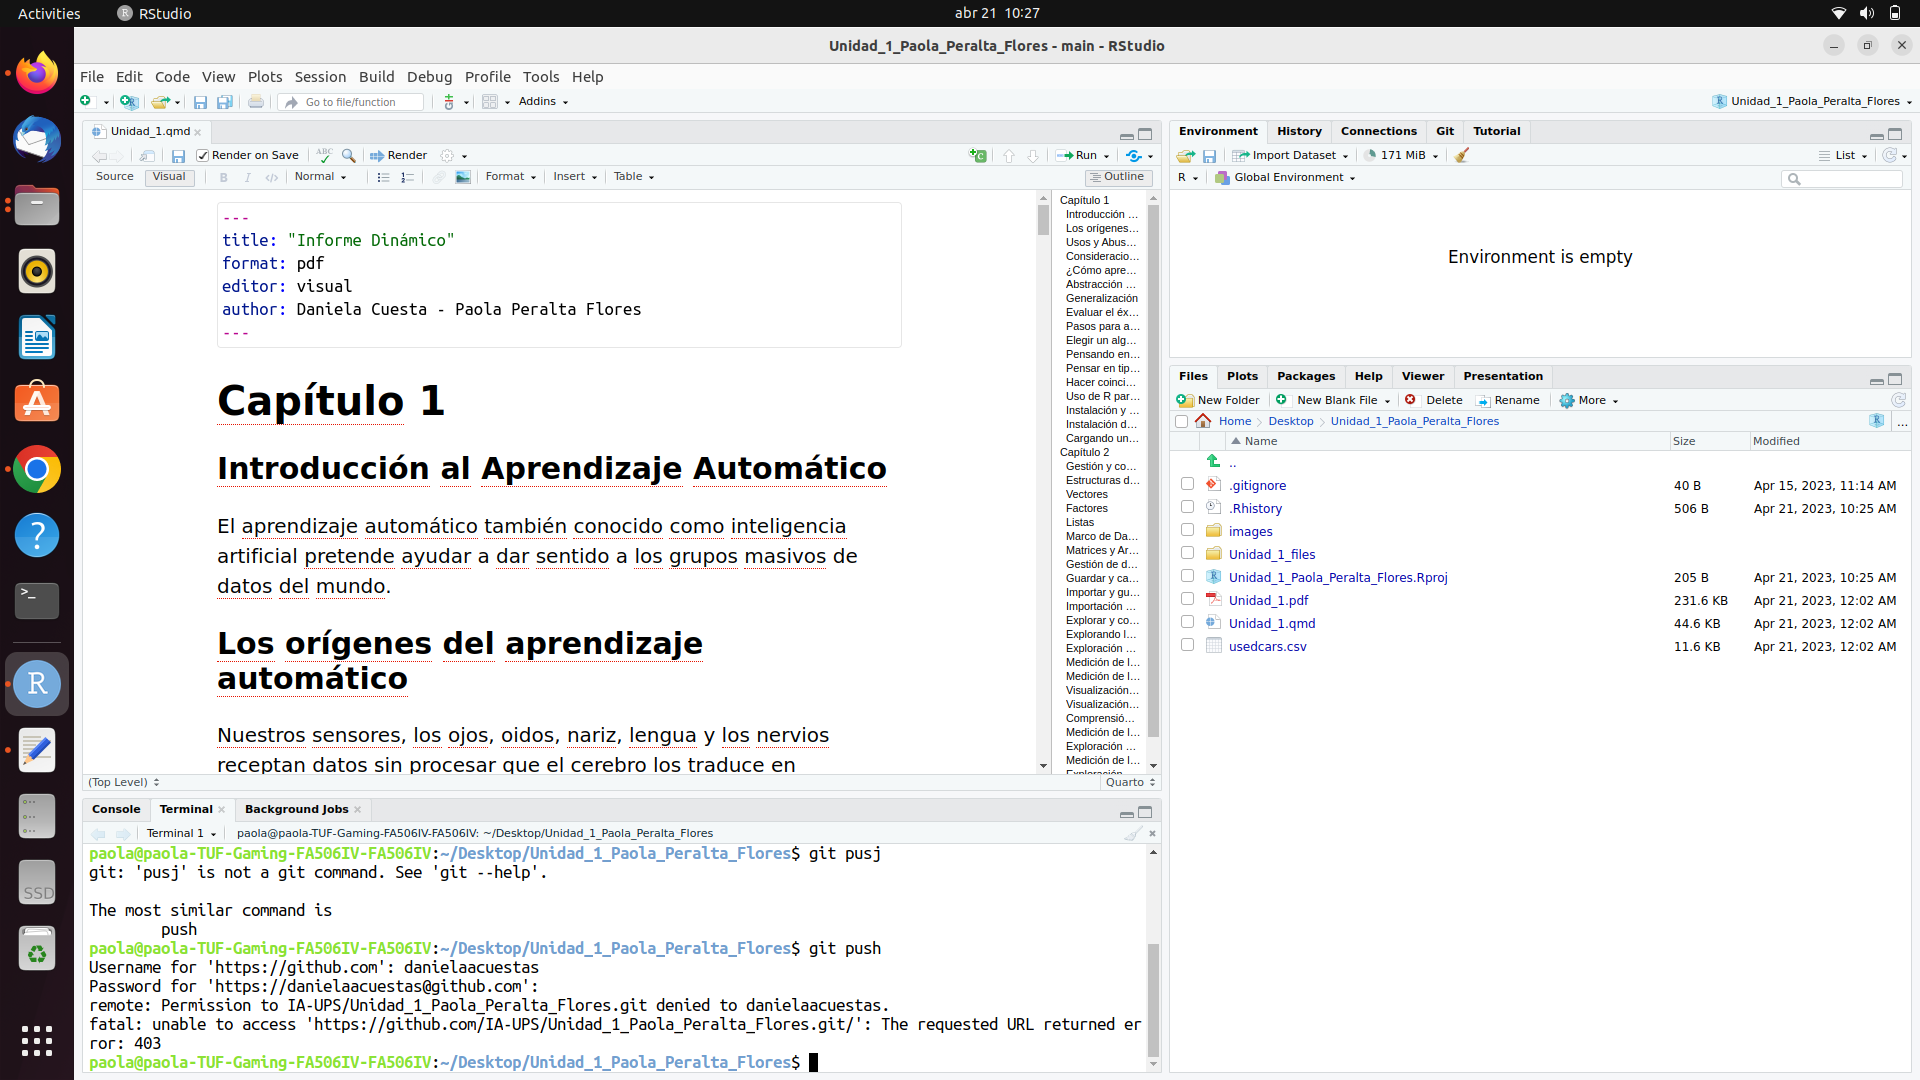 Activities
RStudio
abr 21 10:27
Unidad_1_Paola_Peralta_Flores - main - RStudio
File Edit Code View Plots Session Build Debug Profile Tools Help
Go to file/function
Addins
Unidad_1_Paola_Peralta_Flores
Unidad_1.qmd
Render on Save
ABC
Render
Run
Source Visual
B I </>
Normal
Format
Insert
Table
Outline
---
title: "Informe Dinámico"
format: pdf
editor: visual
author: Daniela Cuesta - Paola Peralta Flores
---
Capítulo 1
Introducción al Aprendizaje Automático
El aprendizaje automático también conocido como inteligencia
artificial pretende ayudar a dar sentido a los grupos masivos de
datos del mundo.
Los orígenes del aprendizaje
automático
Nuestros sensores, los ojos, oidos, nariz, lengua y los nervios
receptan datos sin procesar que el cerebro los traduce en
Capítulo 1
Introducción ...
Los orígenes...
Usos y Abus...
Consideracio...
¿Cómo apre...
Abstracción ...
Generalización
Evaluar el éx...
Pasos para a...
Elegir un alg...
Pensando en...
Pensar en tip...
Hacer coinci...
Uso de R par...
Instalación y ...
Instalación d...
Cargando un...
Capítulo 2
Gestión y co...
Estructuras d...
Vectores
Factores
Listas
Marco de Da...
Matrices y Ar...
Gestión de d...
Guardar y ca...
Importar y gu...
Importación ...
Explorar y co...
Explorando l...
Exploración ...
Medición de l...
Medición de l...
Visualización...
Visualización...
Comprensió...
Medición de l...
Exploración ...
Medición de l...
Exploración
(Top Level)
Quarto
Console Terminal Background Jobs
Terminal 1
paola@paola-TUF-Gaming-FA506IV-FA506IV: ~/Desktop/Unidad_1_Paola_Peralta_Flores
paola@paola-TUF-Gaming-FA506IV-FA506IV:~/Desktop/Unidad_1_Paola_Peralta_Flores$ git pusj
git: 'pusj' is not a git command. See 'git --help'.
The most similar command is
push
paola@paola-TUF-Gaming-FA506IV-FA506IV:~/Desktop/Unidad_1_Paola_Peralta_Flores$ git push
Username for 'https://github.com': danielaacuestas
Password for 'https://danielaacuestas@github.com':
remote: Permission to IA-UPS/Unidad_1_Paola_Peralta_Flores.git denied to danielaacuestas.
fatal: unable to access 'https://github.com/IA-UPS/Unidad_1_Paola_Peralta_Flores.git/': The requested URL returned er
ror: 403
paola@paola-TUF-Gaming-FA506IV-FA506IV:~/Desktop/Unidad_1_Paola_Peralta_Flores$
Environment History Connections Git Tutorial
Import Dataset
171 MiB
List
R
Global Environment
Environment is empty
Files Plots Packages Help Viewer Presentation
New Folder
New Blank File
Delete
Rename
More
Home Desktop Unidad_1_Paola_Peralta_Flores
...
Name Size Modified
..
.gitignore 40 B Apr 15, 2023, 11:14 AM
.Rhistory 506 B Apr 21, 2023, 10:25 AM
images
Unidad_1_files
Unidad_1_Paola_Peralta_Flores.Rproj 205 B Apr 21, 2023, 10:25 AM
Unidad_1.pdf 231.6 KB Apr 21, 2023, 12:02 AM
Unidad_1.qmd 44.6 KB Apr 21, 2023, 12:02 AM
usedcars.csv 11.6 KB Apr 21, 2023, 12:02 AM
SSD